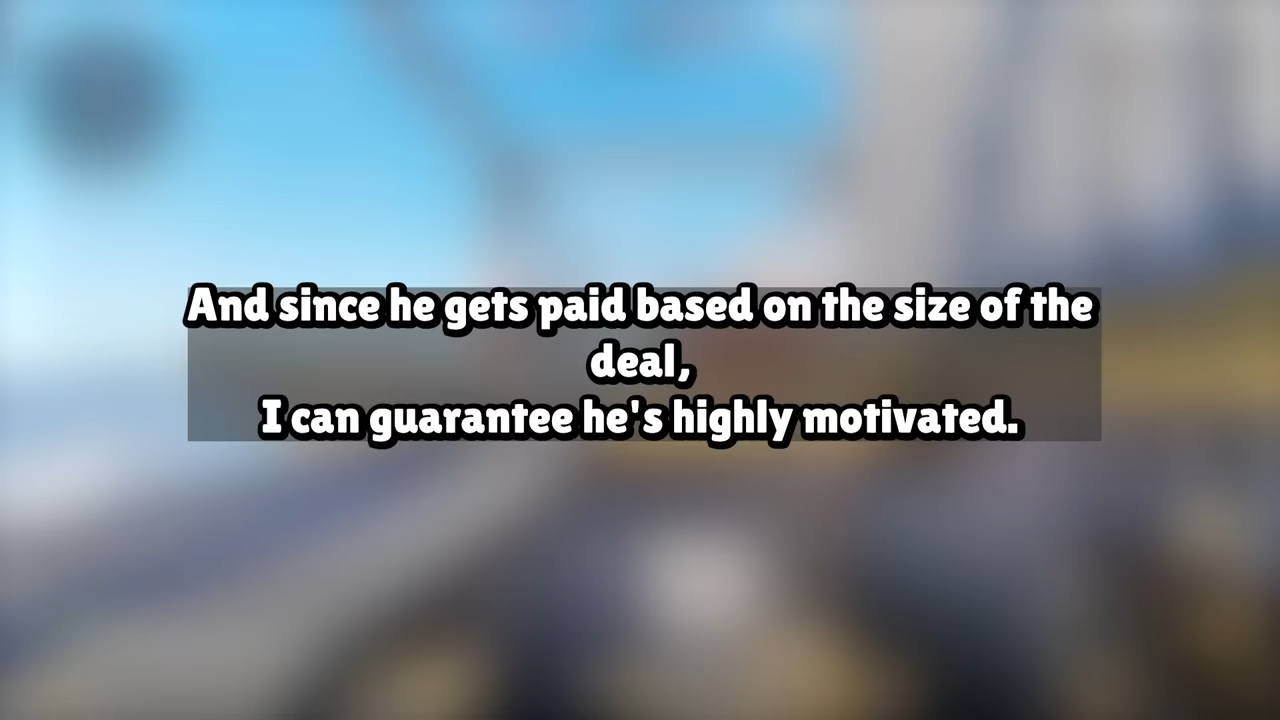 And since he gets paid based on the size of the
deal,
I can guarantee he's highly motivated.